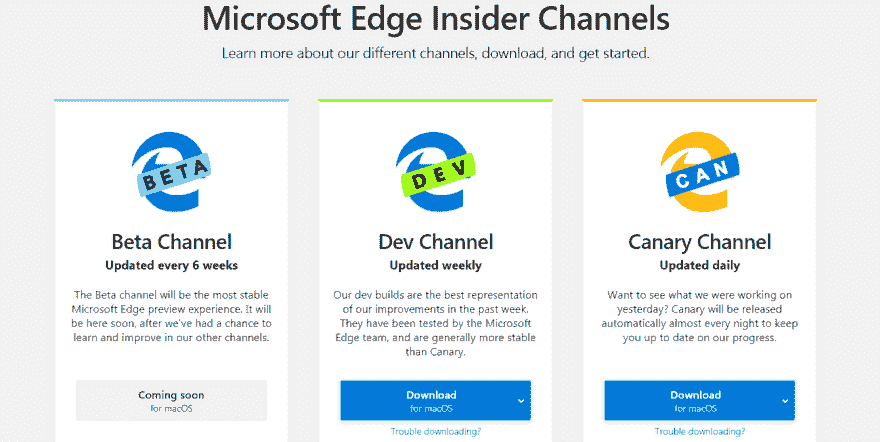 Microsoft Edge Insider Channels
Learn more about our different channels, download, and get started.
BETA
Beta Channel
Updated every 6 weeks
The Beta channel will be the most stable
Microsoft Edge preview experience. It will
be here soon, after we've had a chance to
learn and improve in our other channels.
Coming soon
for macOS
DEV
Dev Channel
Updated weekly
Our dev builds are the best representation
of our improvements in the past week.
They have been tested by the Microsoft
Edge team, and are generally more stable
than Canary.
Download
for macOS
Trouble downloading?
CAN
Canary Channel
Updated daily
Want to see what we were working on
yesterday? Canary will be released
automatically almost every night to keep
you up to date on our progress.
Download
for macOS
Trouble downloading?